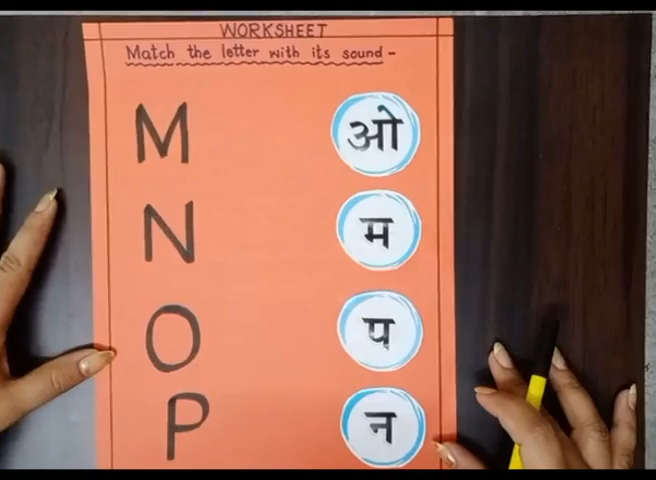 WORKSHEET
Match the letter with its sound -
M ओ
N म
O प
P न